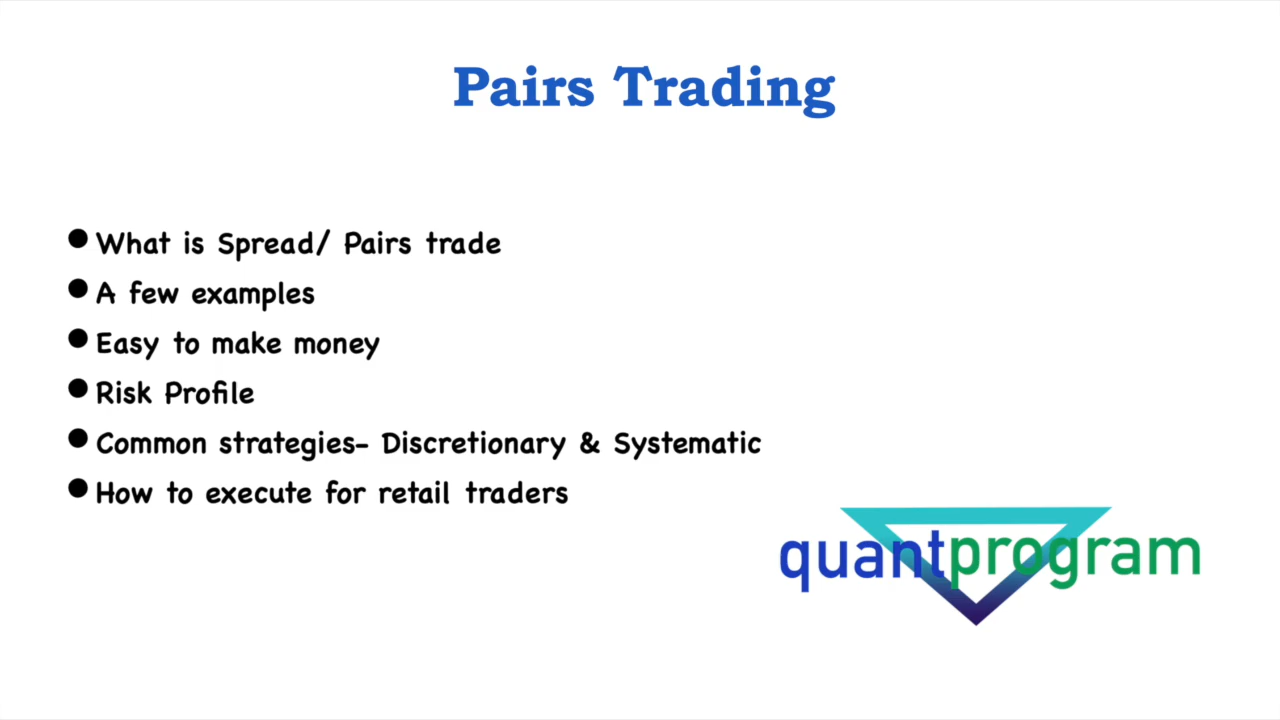 Pairs Trading
● What is Spread/ Pairs trade
● A few examples
● Easy to make money
● Risk Profile
● Common strategies- Discretionary & Systematic
● How to execute for retail traders
quantprogram